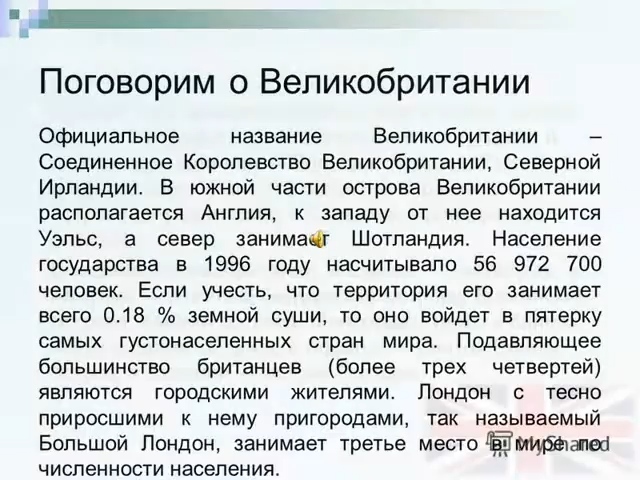 Поговорим о Великобритании
Официальное название Великобритании –
Соединенное Королевство Великобритании, Северной
Ирландии. В южной части острова Великобритании
располагается Англия, к западу от нее находится
Уэльс, а север занимает Шотландия. Население
государства в 1996 году насчитывало 56 972 700
человек. Если учесть, что территория его занимает
всего 0.18 % земной суши, то оно войдет в пятерку
самых густонаселенных стран мира. Подавляющее
большинство британцев (более трех четвертей)
являются городскими жителями. Лондон с тесно
приросшими к нему пригородами, так называемый
Большой Лондон, занимает третье место в мире по
численности населения.
MyShared